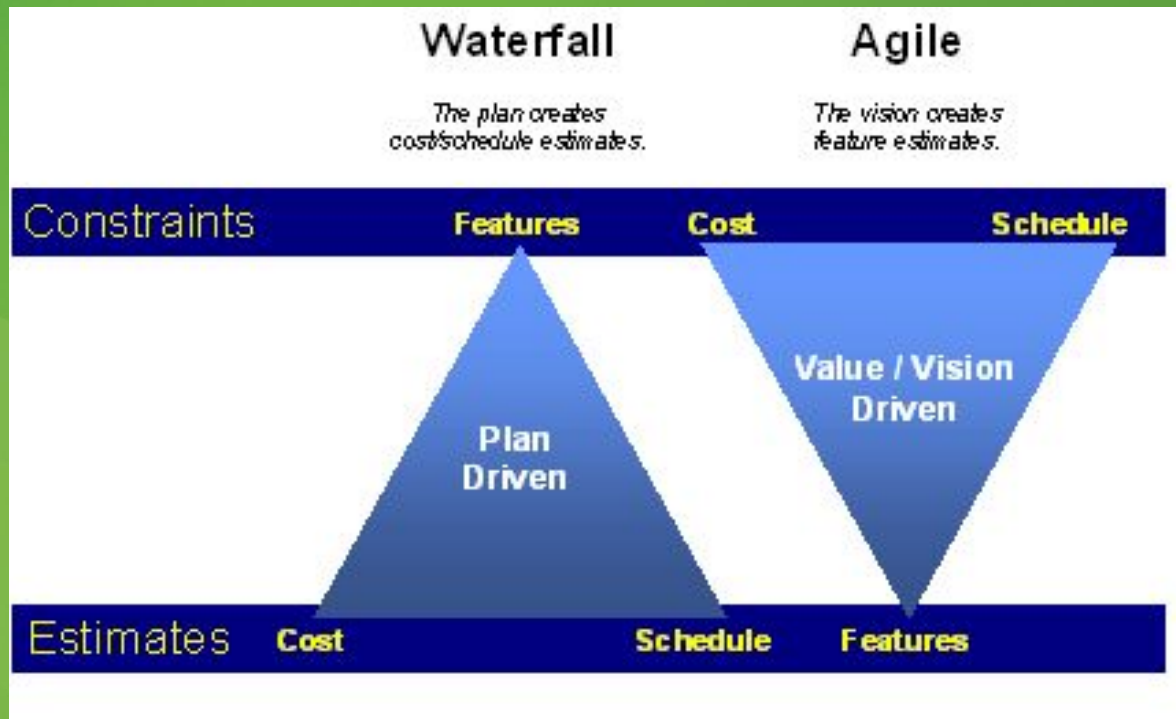 Waterfall Agile
The plan creates
cost/schedule estimates.
The vision creates
feature estimates.
Constraints Features Cost Schedule
Value / Vision
Driven
Plan
Driven
Estimates Cost Schedule Features